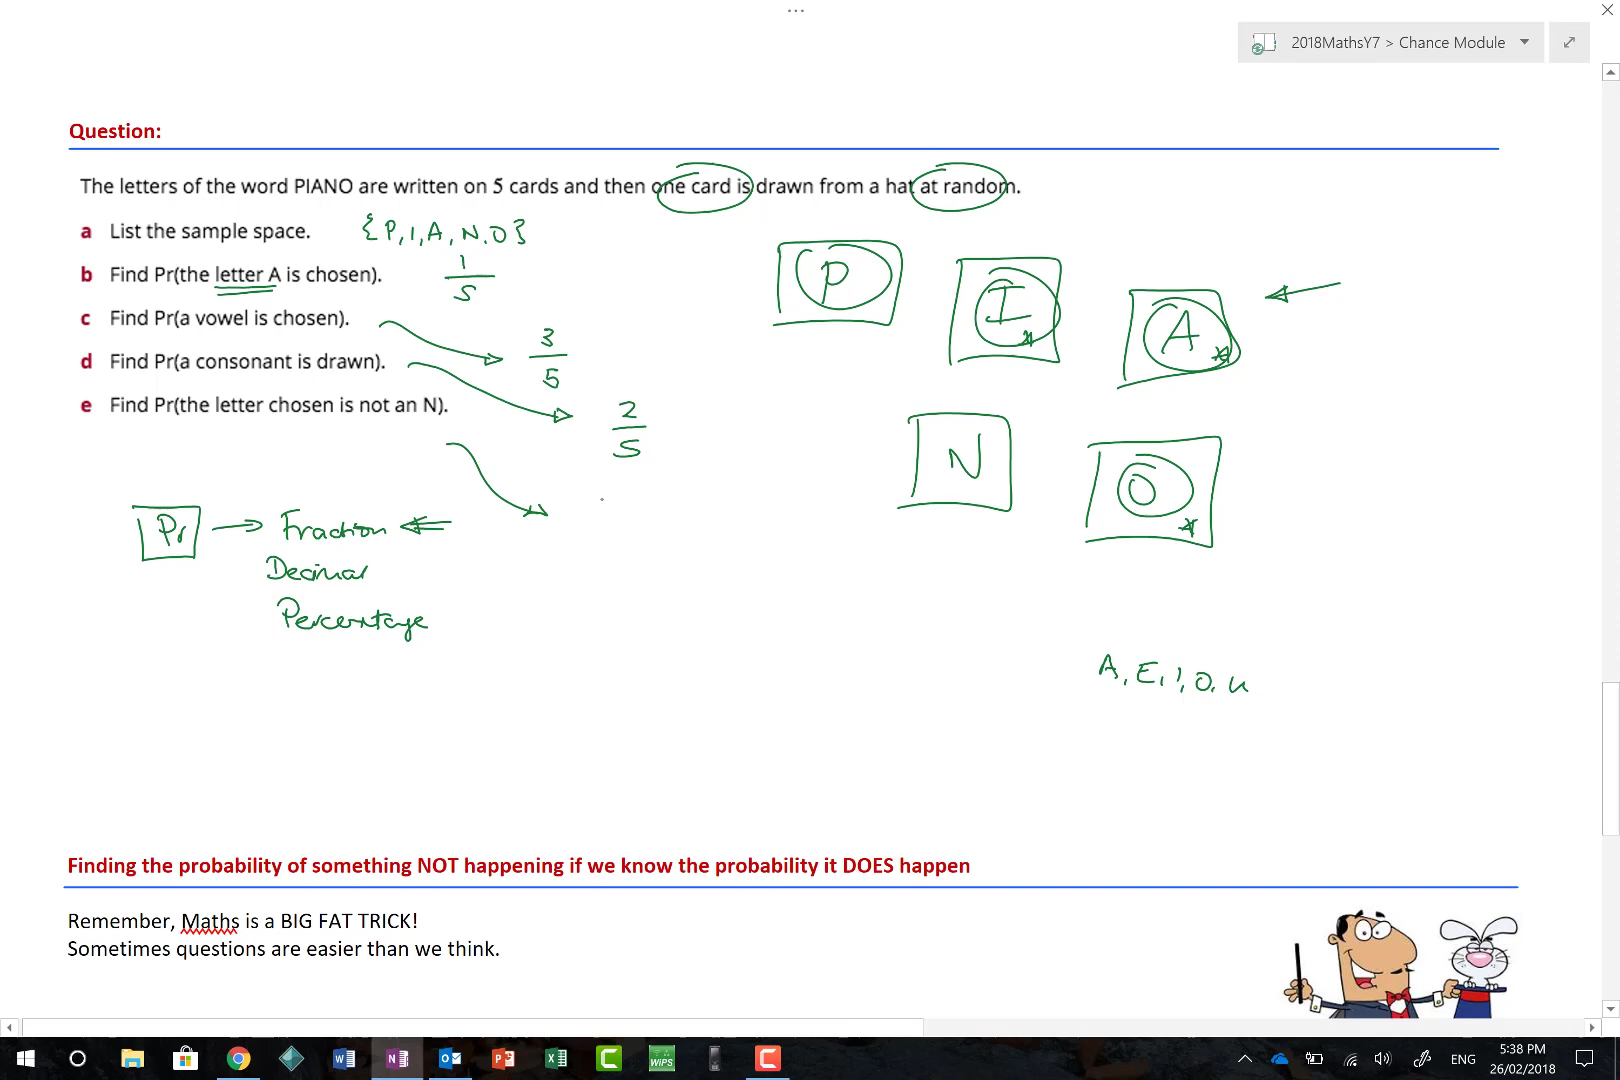 2018MathsY7 > Chance Module
Question:
The letters of the word PIANO are written on 5 cards and then one card is drawn from a hat at random.
a List the sample space. {P, I, A, N, O}
b Find Pr(the letter A is chosen). 1/5
c Find Pr(a vowel is chosen). 3/5
d Find Pr(a consonant is drawn). 2/5
e Find Pr(the letter chosen is not an N).
P I A
N O
Pr → Fraction
Decimal
Percentage
A, E, I, O, U
Finding the probability of something NOT happening if we know the probability it DOES happen
Remember, Maths is a BIG FAT TRICK!
Sometimes questions are easier than we think.
WiPS
ENG
5:38 PM
26/02/2018